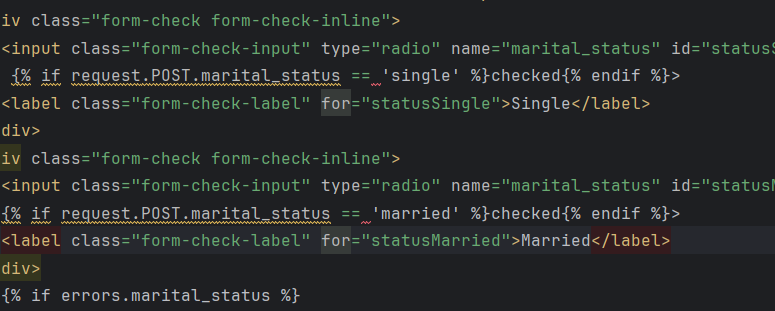 iv class="form-check form-check-inline">
<input class="form-check-input" type="radio" name="marital_status" id="statusS
{% if request.POST.marital_status == 'single' %}checked{% endif %}>
<label class="form-check-label" for="statusSingle">Single</label>
div>
iv class="form-check form-check-inline">
<input class="form-check-input" type="radio" name="marital_status" id="statusM
{% if request.POST.marital_status == 'married' %}checked{% endif %}>
<label class="form-check-label" for="statusMarried">Married</label>
div>
{% if errors.marital_status %}